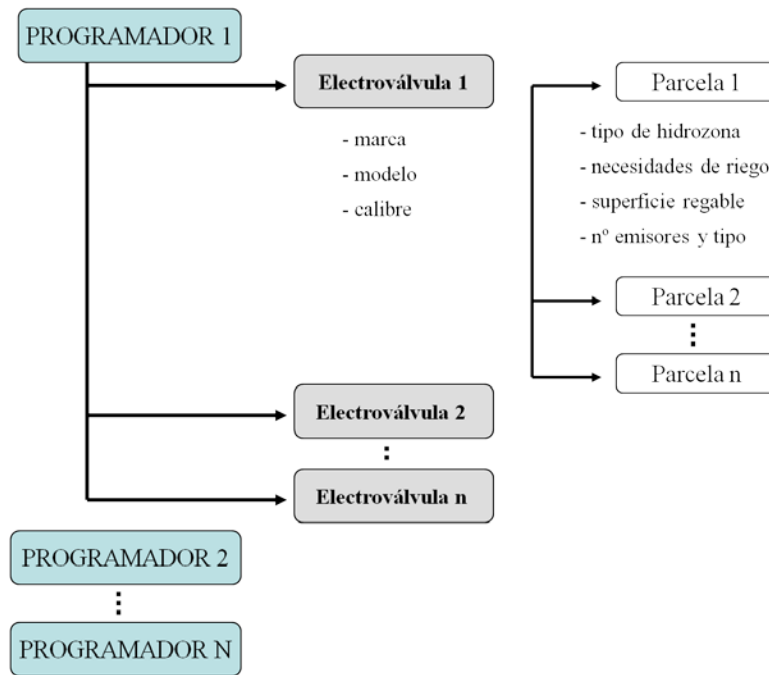 PROGRAMADOR 1
Electroválvula 1
- marca
- modelo
- calibre
Parcela 1
- tipo de hidrozona
- necesidades de riego
- superficie regable
- nº emisores y tipo
Parcela 2
Parcela n
Electroválvula 2
Electroválvula n
PROGRAMADOR 2
PROGRAMADOR N